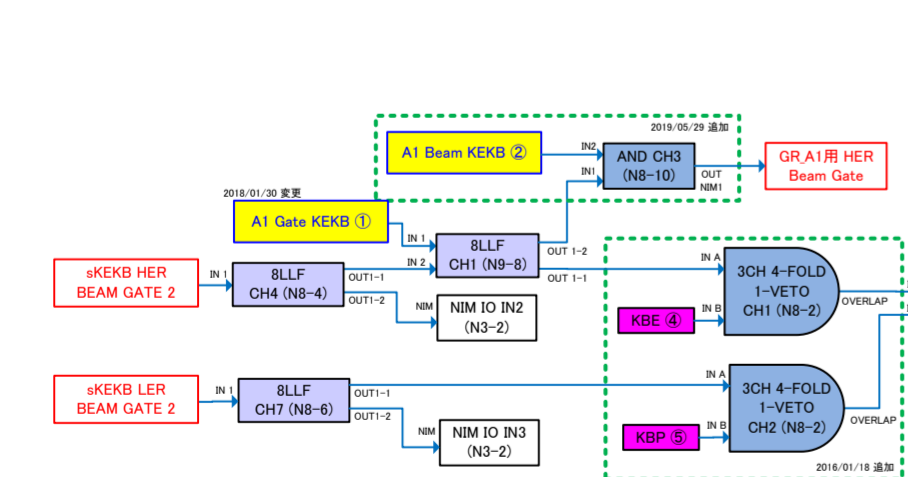 2019/05/29 追加
A1 Beam KEKB ②
IN2
IN1
AND CH3
(N8-10)
OUT
NIM1
GR_A1用 HER
Beam Gate
2018/01/30 変更
A1 Gate KEKB ①
IN 1
IN 2
8LLF
CH1 (N9-8)
OUT 1-2
OUT 1-1
sKEKB HER
BEAM GATE 2
IN 1
8LLF
CH4 (N8-4)
OUT1-1
OUT1-2
NIM
NIM IO IN2
(N3-2)
IN A
IN B
KBE ④
3CH 4-FOLD
1-VETO
CH1 (N8-2)
OVERLAP
sKEKB LER
BEAM GATE 2
IN 1
8LLF
CH7 (N8-6)
OUT1-1
OUT1-2
NIM
NIM IO IN3
(N3-2)
IN A
IN B
KBP ⑤
3CH 4-FOLD
1-VETO
CH2 (N8-2)
OVERLAP
2016/01/18 追加